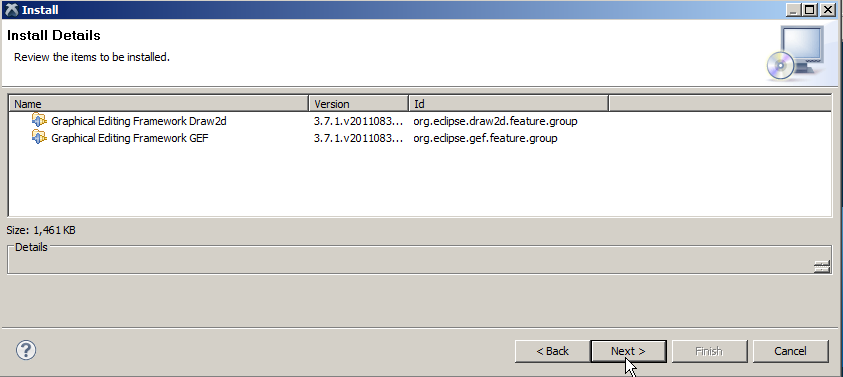 Install
Install Details
Review the items to be installed.
Name Version Id
Graphical Editing Framework Draw2d 3.7.1.v2011083... org.eclipse.draw2d.feature.group
Graphical Editing Framework GEF 3.7.1.v2011083... org.eclipse.gef.feature.group
Size: 1,461 KB
Details
? < Back Next > Finish Cancel